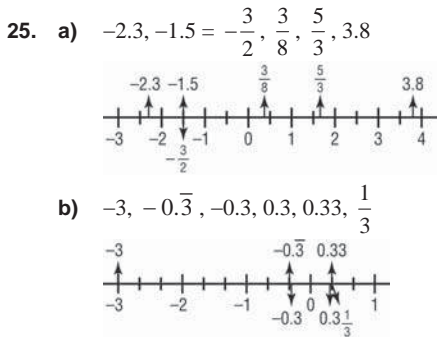 25. a) −2.3, −1.5 = −3/2, 3/8, 5/3, 3.8
−2.3 −1.5 3/8 5/3 3.8
−3 −2 −1 0 1 2 3 4
−3/2
b) −3, −0.3̅, −0.3, 0.3, 0.33, 1/3
−3 −0.3̅ 0.33
−3 −2 −1 0 1
−0.3 0.3 1/3